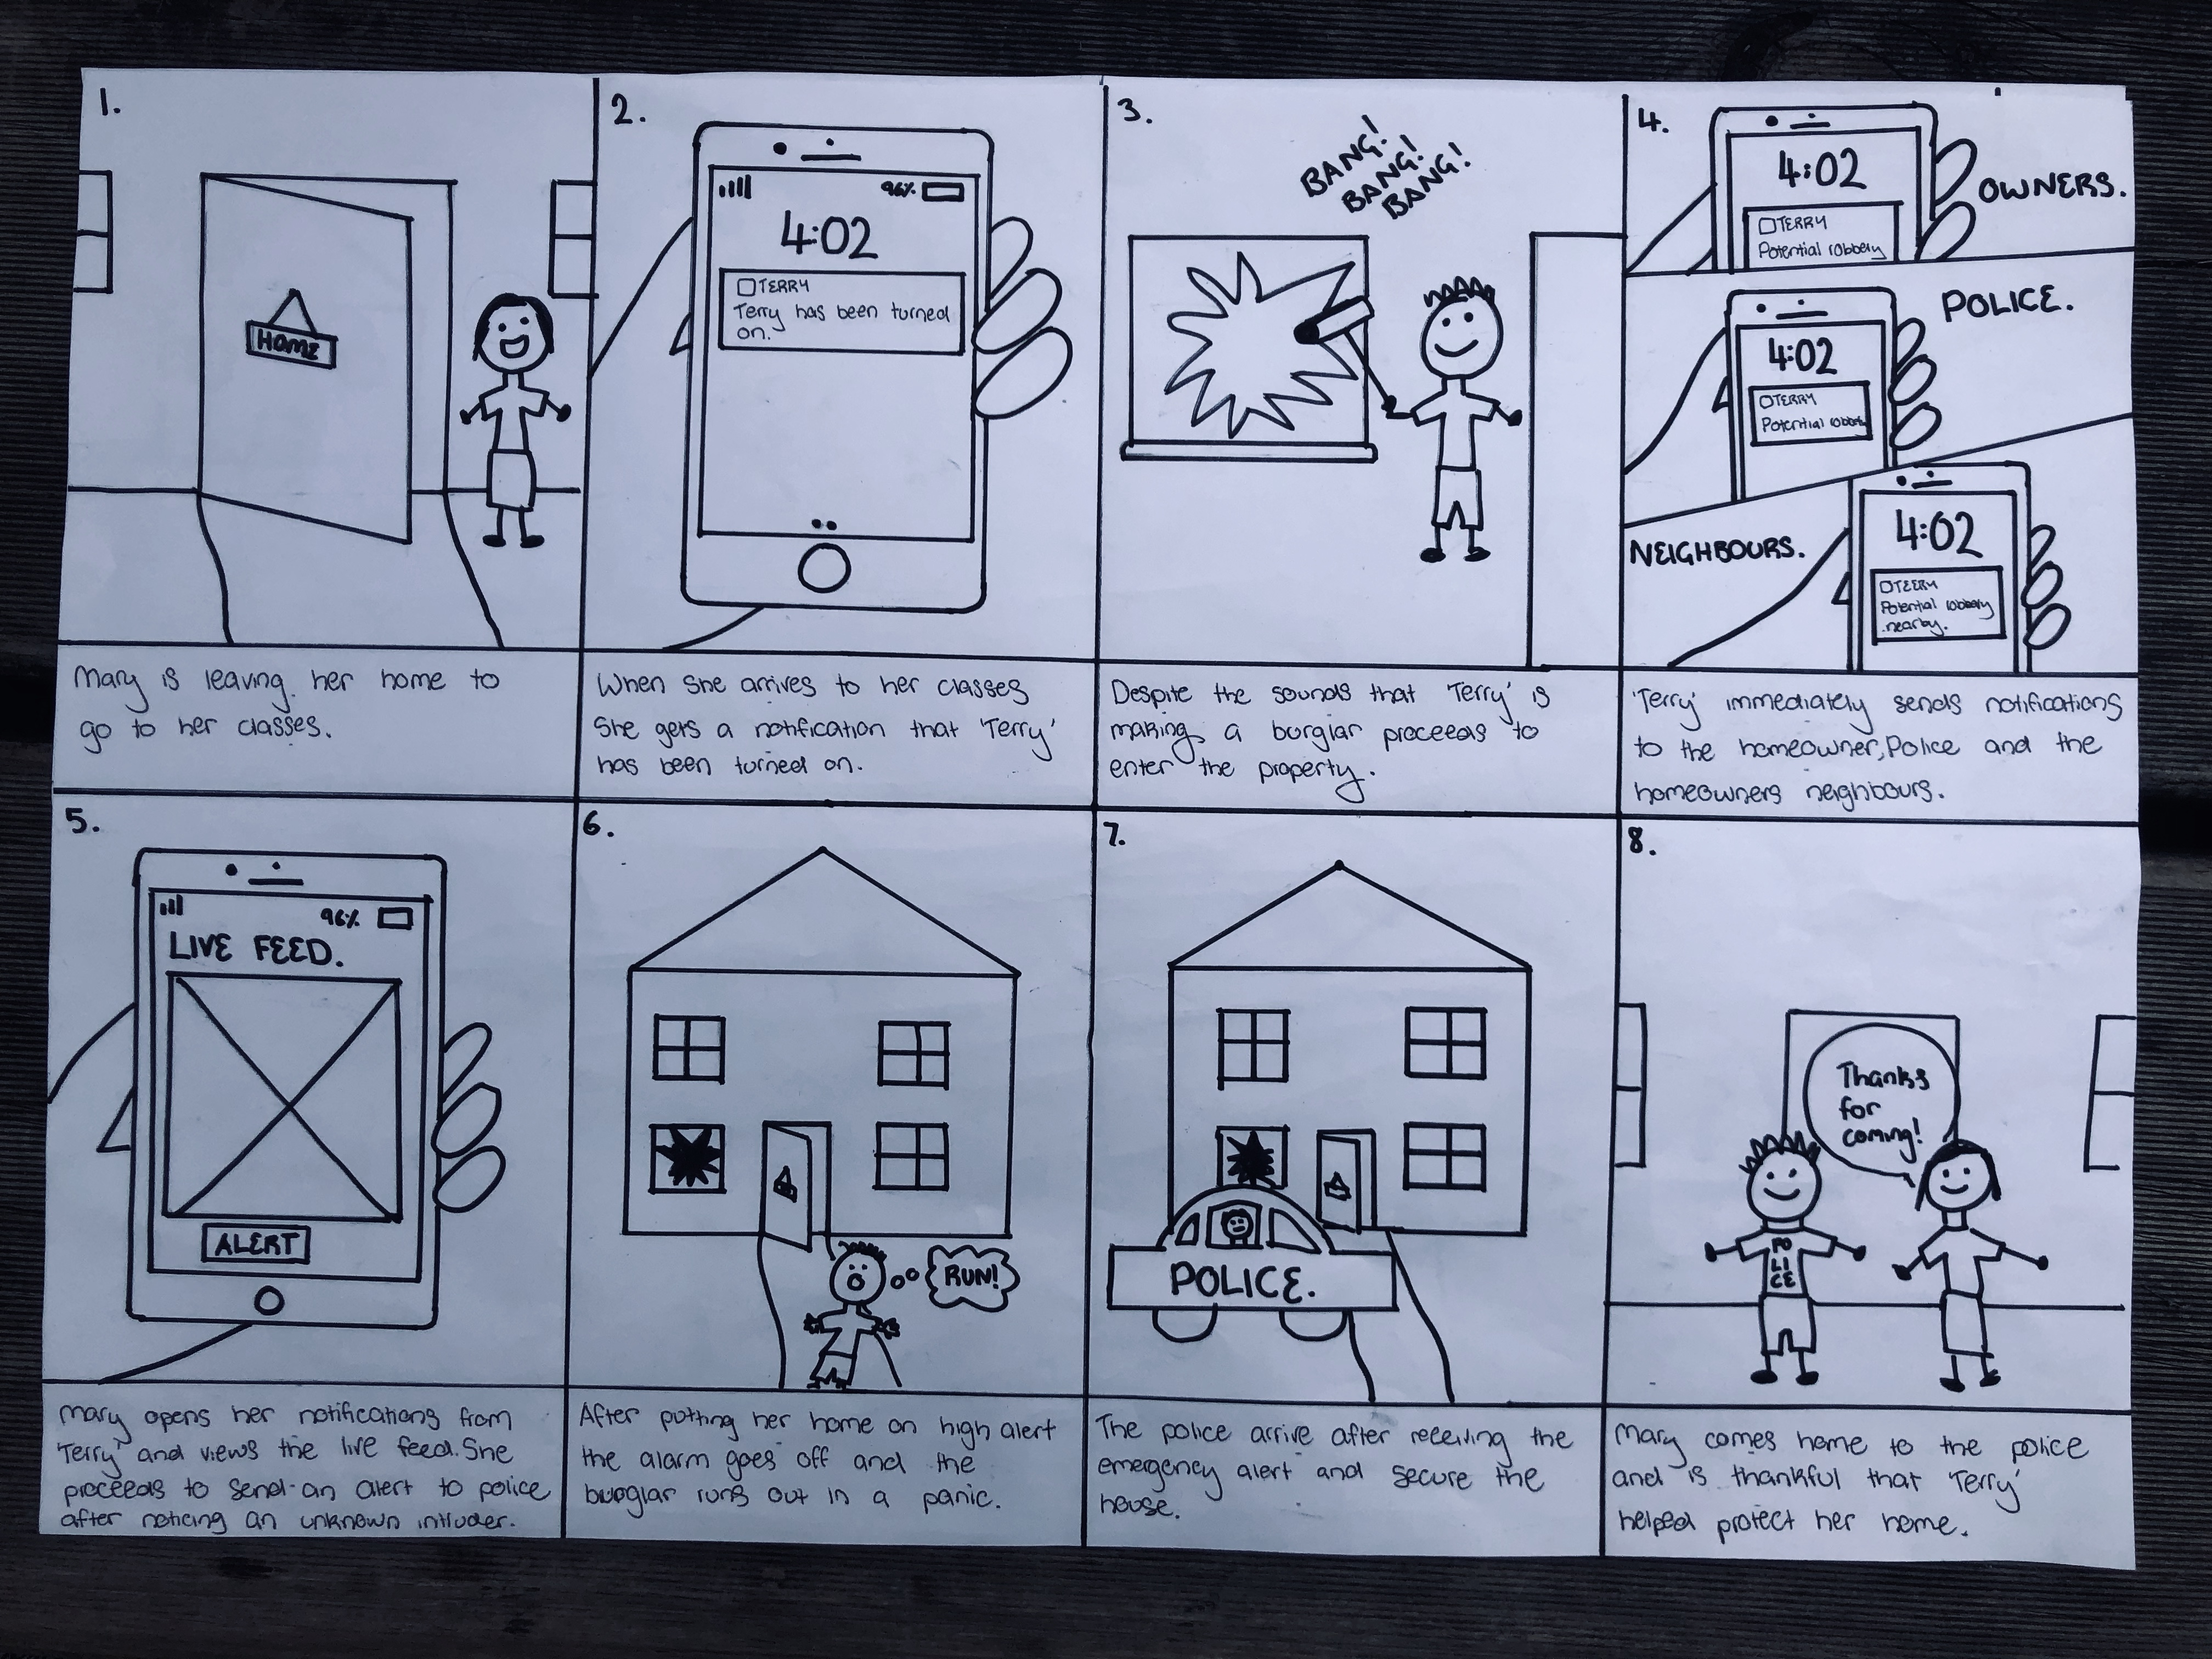 1.
HOME
Mary is leaving her home to
go to her classes.
2.
96%
4:02
TERRY
Terry has been turned
on.
When she arrives to her classes
she gets a notification that 'Terry'
has been turned on.
3.
BANG!
BANG!
BANG!
Despite the sounds that 'Terry' is
making, a burglar proceeds to
enter the property.
4.
4:02
TERRY
Potential robbery
OWNERS.
POLICE.
4:02
TERRY
Potential robbery
NEIGHBOURS.
4:02
TERRY
Potential robbery
nearby.
'Terry' immediately sends notifications
to the homeowner, Police and the
homeowners neighbours.
5.
96%
LIVE FEED.
ALERT
Mary opens her notifications from
'Terry' and views the live feed. She
proceeds to send an alert to police
after noticing an unknown intruder.
6.
RUN!
After putting her home on high alert
the alarm goes off and the
burglar runs out in a panic.
7.
POLICE.
The police arrive after receiving the
emergency alert and secure the
house.
8.
Thanks
for
coming!
PO
LI
CE
Mary comes home to the police
and is thankful that 'Terry'
helped protect her home.